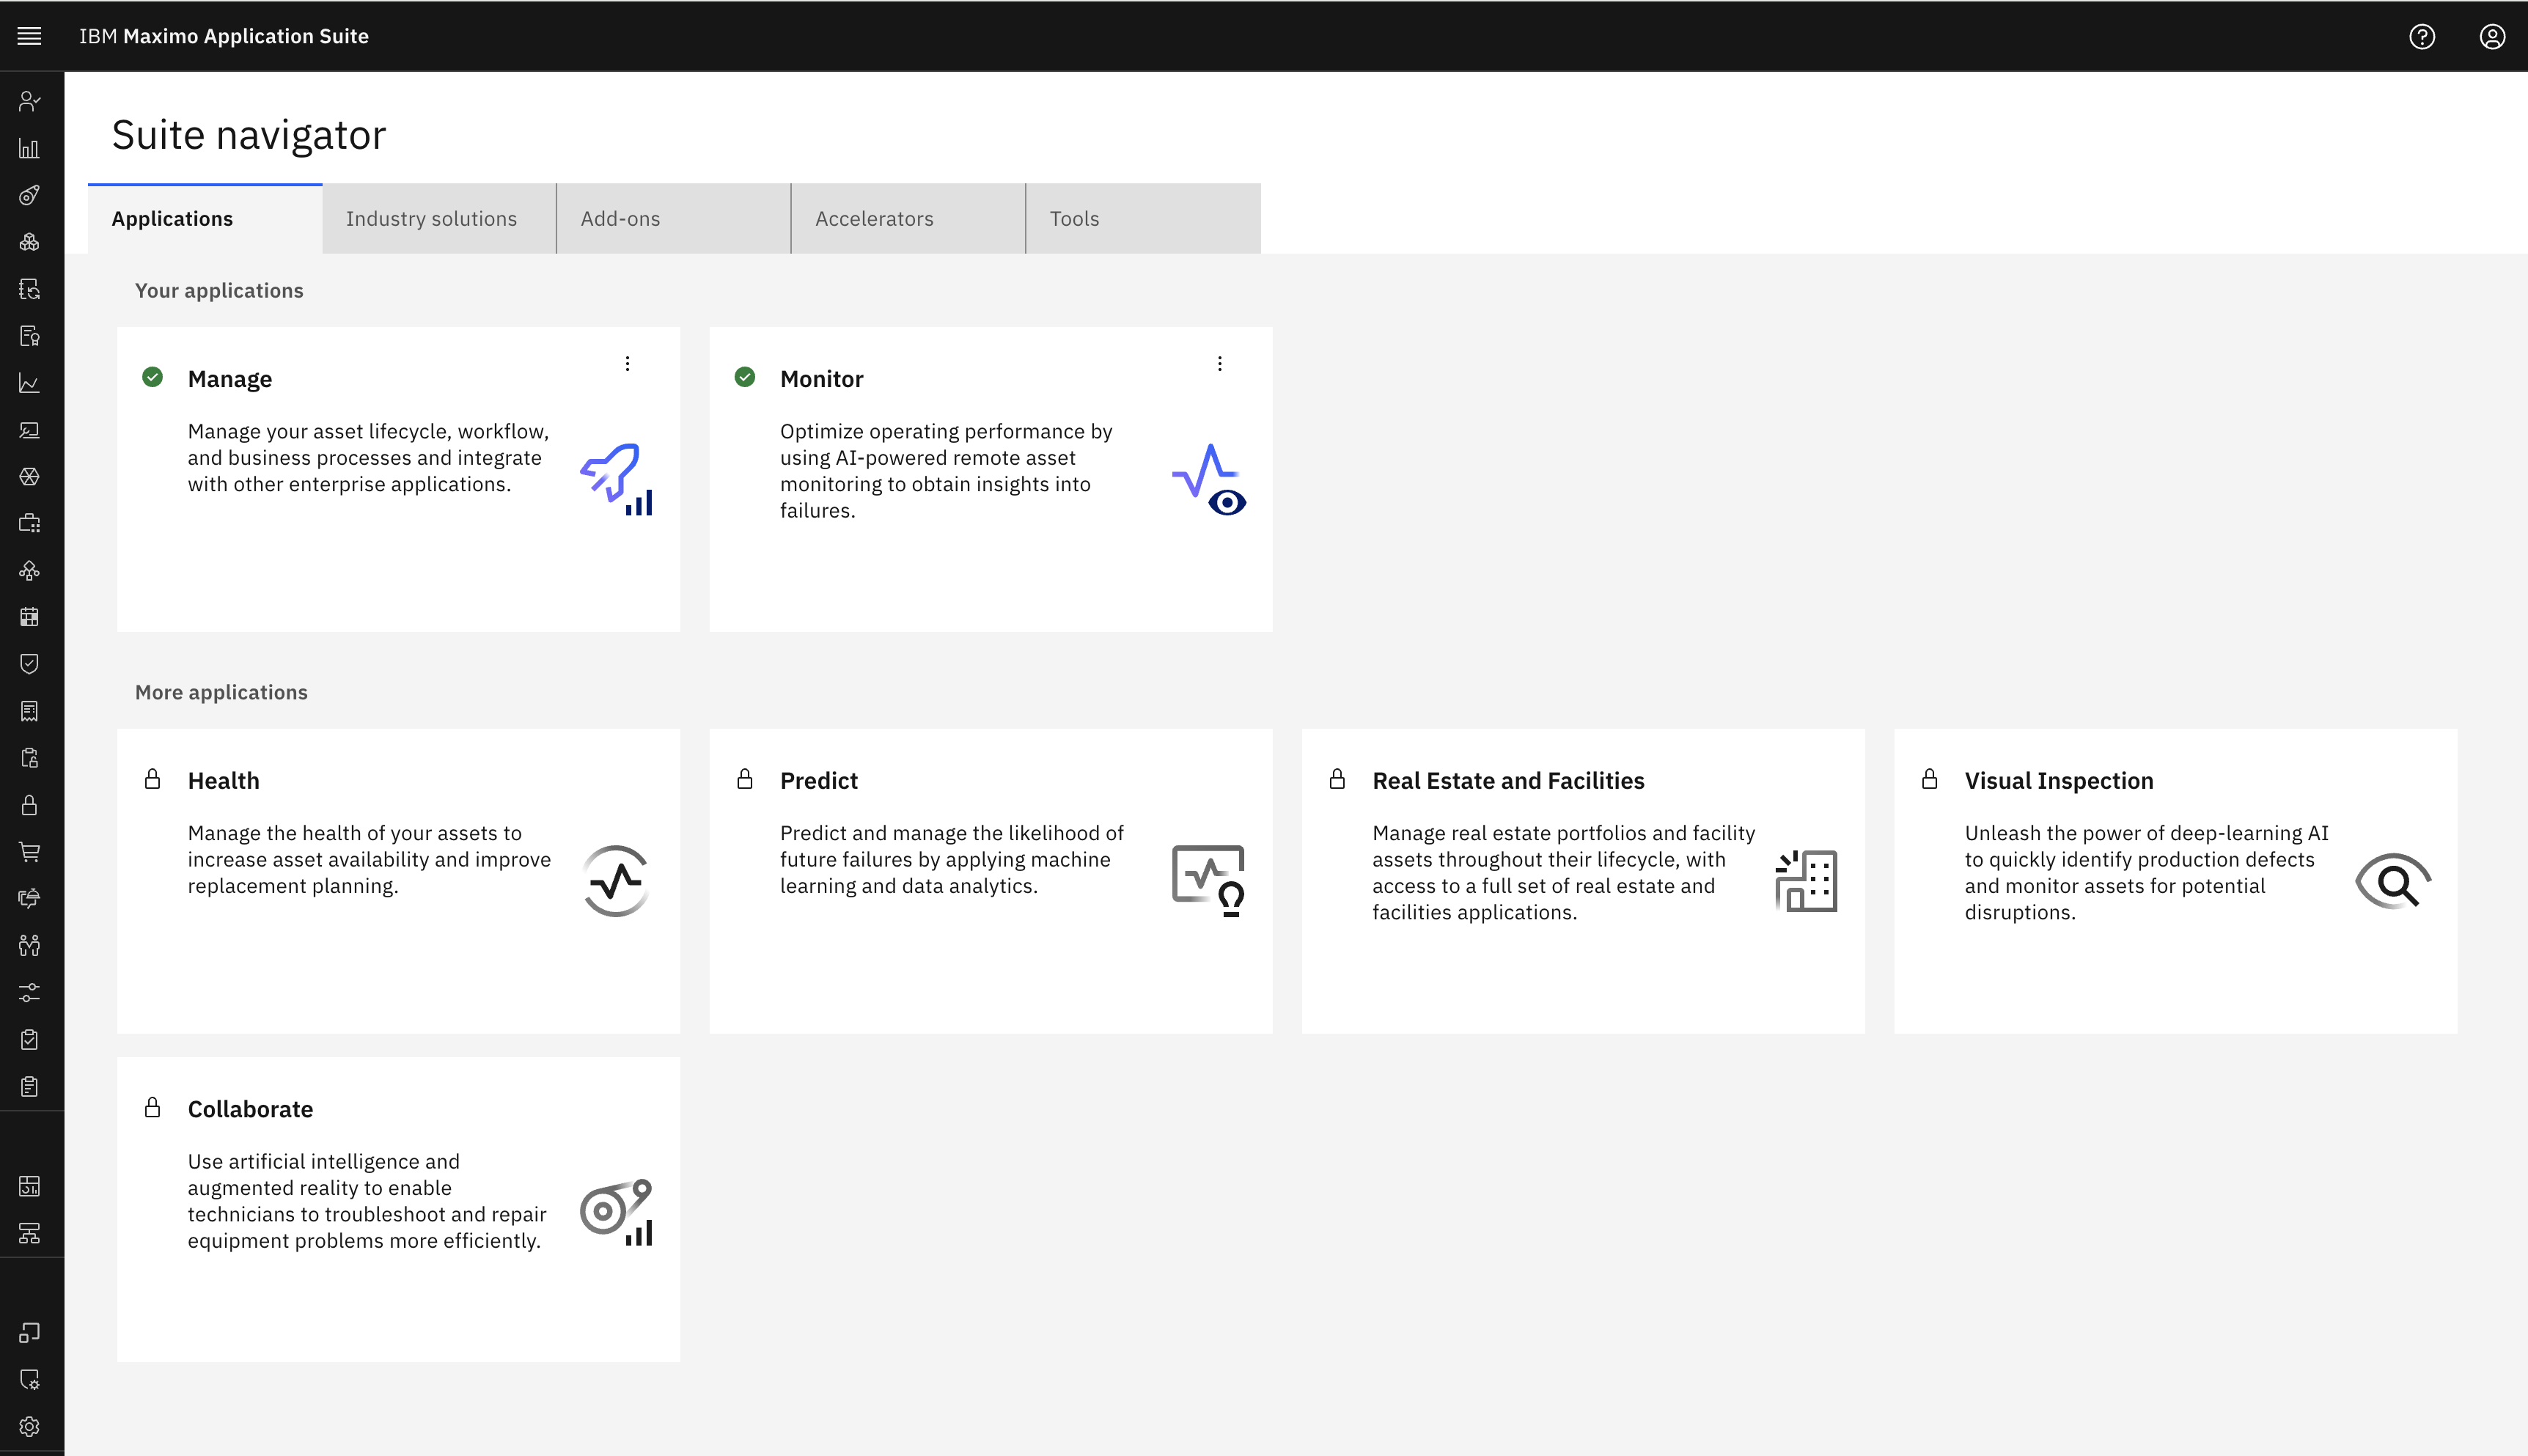 IBM Maximo Application Suite
Suite navigator
Applications
Industry solutions
Add-ons
Accelerators
Tools
Your applications
Manage
Manage your asset lifecycle, workflow,
and business processes and integrate
with other enterprise applications.
Monitor
Optimize operating performance by
using AI-powered remote asset
monitoring to obtain insights into
failures.
More applications
Health
Manage the health of your assets to
increase asset availability and improve
replacement planning.
Predict
Predict and manage the likelihood of
future failures by applying machine
learning and data analytics.
Real Estate and Facilities
Manage real estate portfolios and facility
assets throughout their lifecycle, with
access to a full set of real estate and
facilities applications.
Visual Inspection
Unleash the power of deep-learning AI
to quickly identify production defects
and monitor assets for potential
disruptions.
Collaborate
Use artificial intelligence and
augmented reality to enable
technicians to troubleshoot and repair
equipment problems more efficiently.